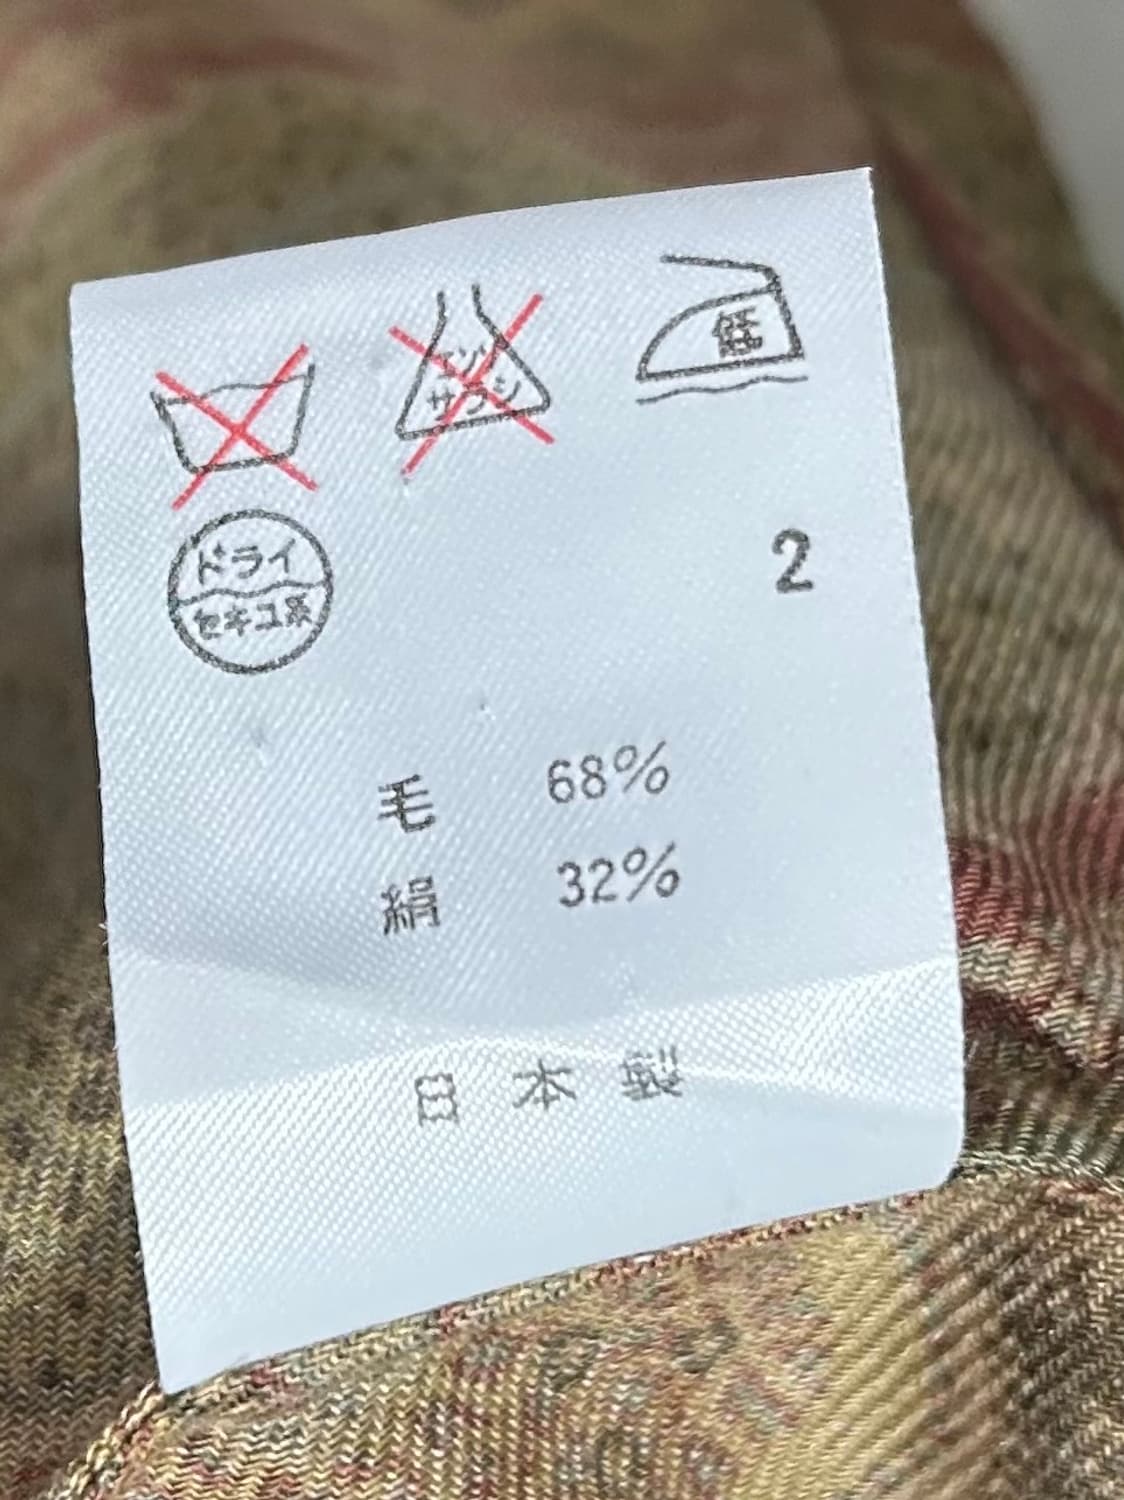 エンソ
サラシ
低
ドライ
セキユ系
2
毛 68%
絹 32%
日本製